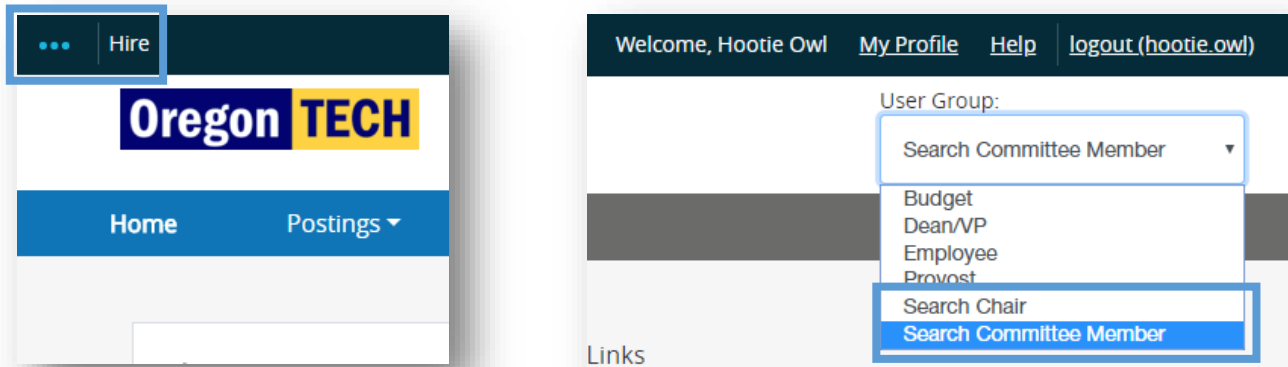 ••• Hire
Oregon TECH
Home Postings
Welcome, Hootie Owl My Profile Help logout (hootie.owl)
User Group:
Search Committee Member
Budget
Dean/VP
Employee
Provost
Search Chair
Search Committee Member
Links